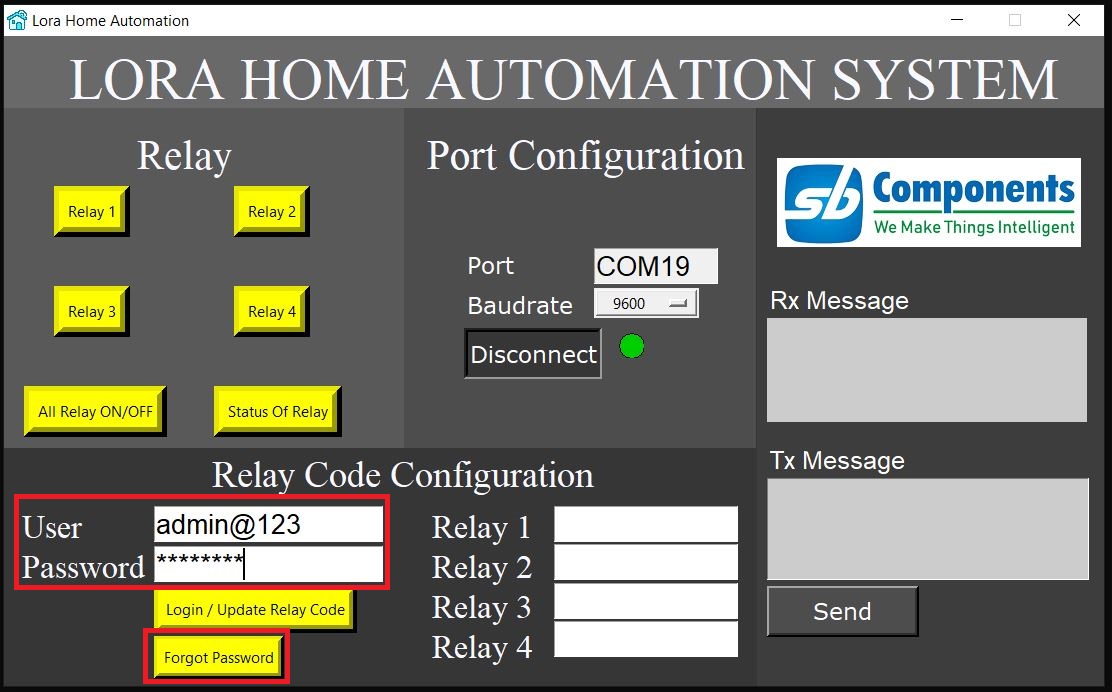 Lora Home Automation
LORA HOME AUTOMATION SYSTEM
Relay
Relay 1
Relay 2
Relay 3
Relay 4
All Relay ON/OFF
Status Of Relay
Port Configuration
Port
COM19
Baudrate
9600
Disconnect
sb Components
We Make Things Intelligent
Rx Message
Tx Message
Send
Relay Code Configuration
User
admin@123
Password
********
Login / Update Relay Code
Forgot Password
Relay 1
Relay 2
Relay 3
Relay 4